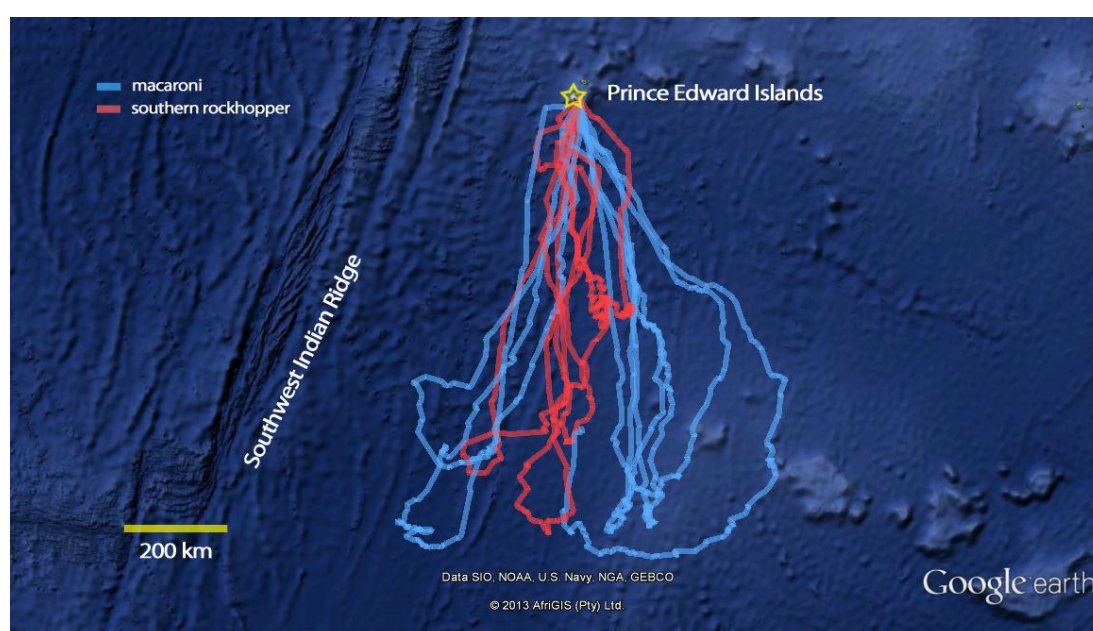 macaroni
southern rockhopper
Prince Edward Islands
Southwest Indian Ridge
200 km
Data SIO, NOAA, U.S. Navy, NGA, GEBCO
© 2013 AfriGIS (Pty) Ltd.
Google earth